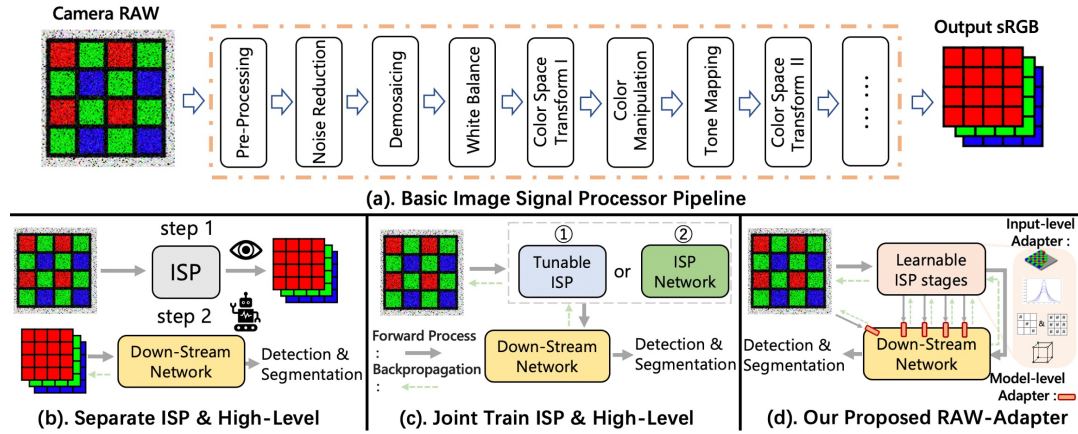 Camera RAW
Output sRGB
Pre-Processing
Noise Reduction
Demosaicing
White Balance
Color Space
Transform I
Color
Manipulation
Tone Mapping
Color Space
Transform II
......
(a). Basic Image Signal Processor Pipeline
step 1
ISP
step 2
Down-Stream
Network
Detection &
Segmentation
(b). Separate ISP & High-Level
①
②
Tunable
ISP
or
ISP
Network
Forward Process
:
Backpropagation
:
Down-Stream
Network
Detection &
Segmentation
(c). Joint Train ISP & High-Level
Input-level
Adapter :
Learnable
ISP stages
&
Detection &
Segmentation
Down-Stream
Network
Model-level
Adapter :
(d). Our Proposed RAW-Adapter